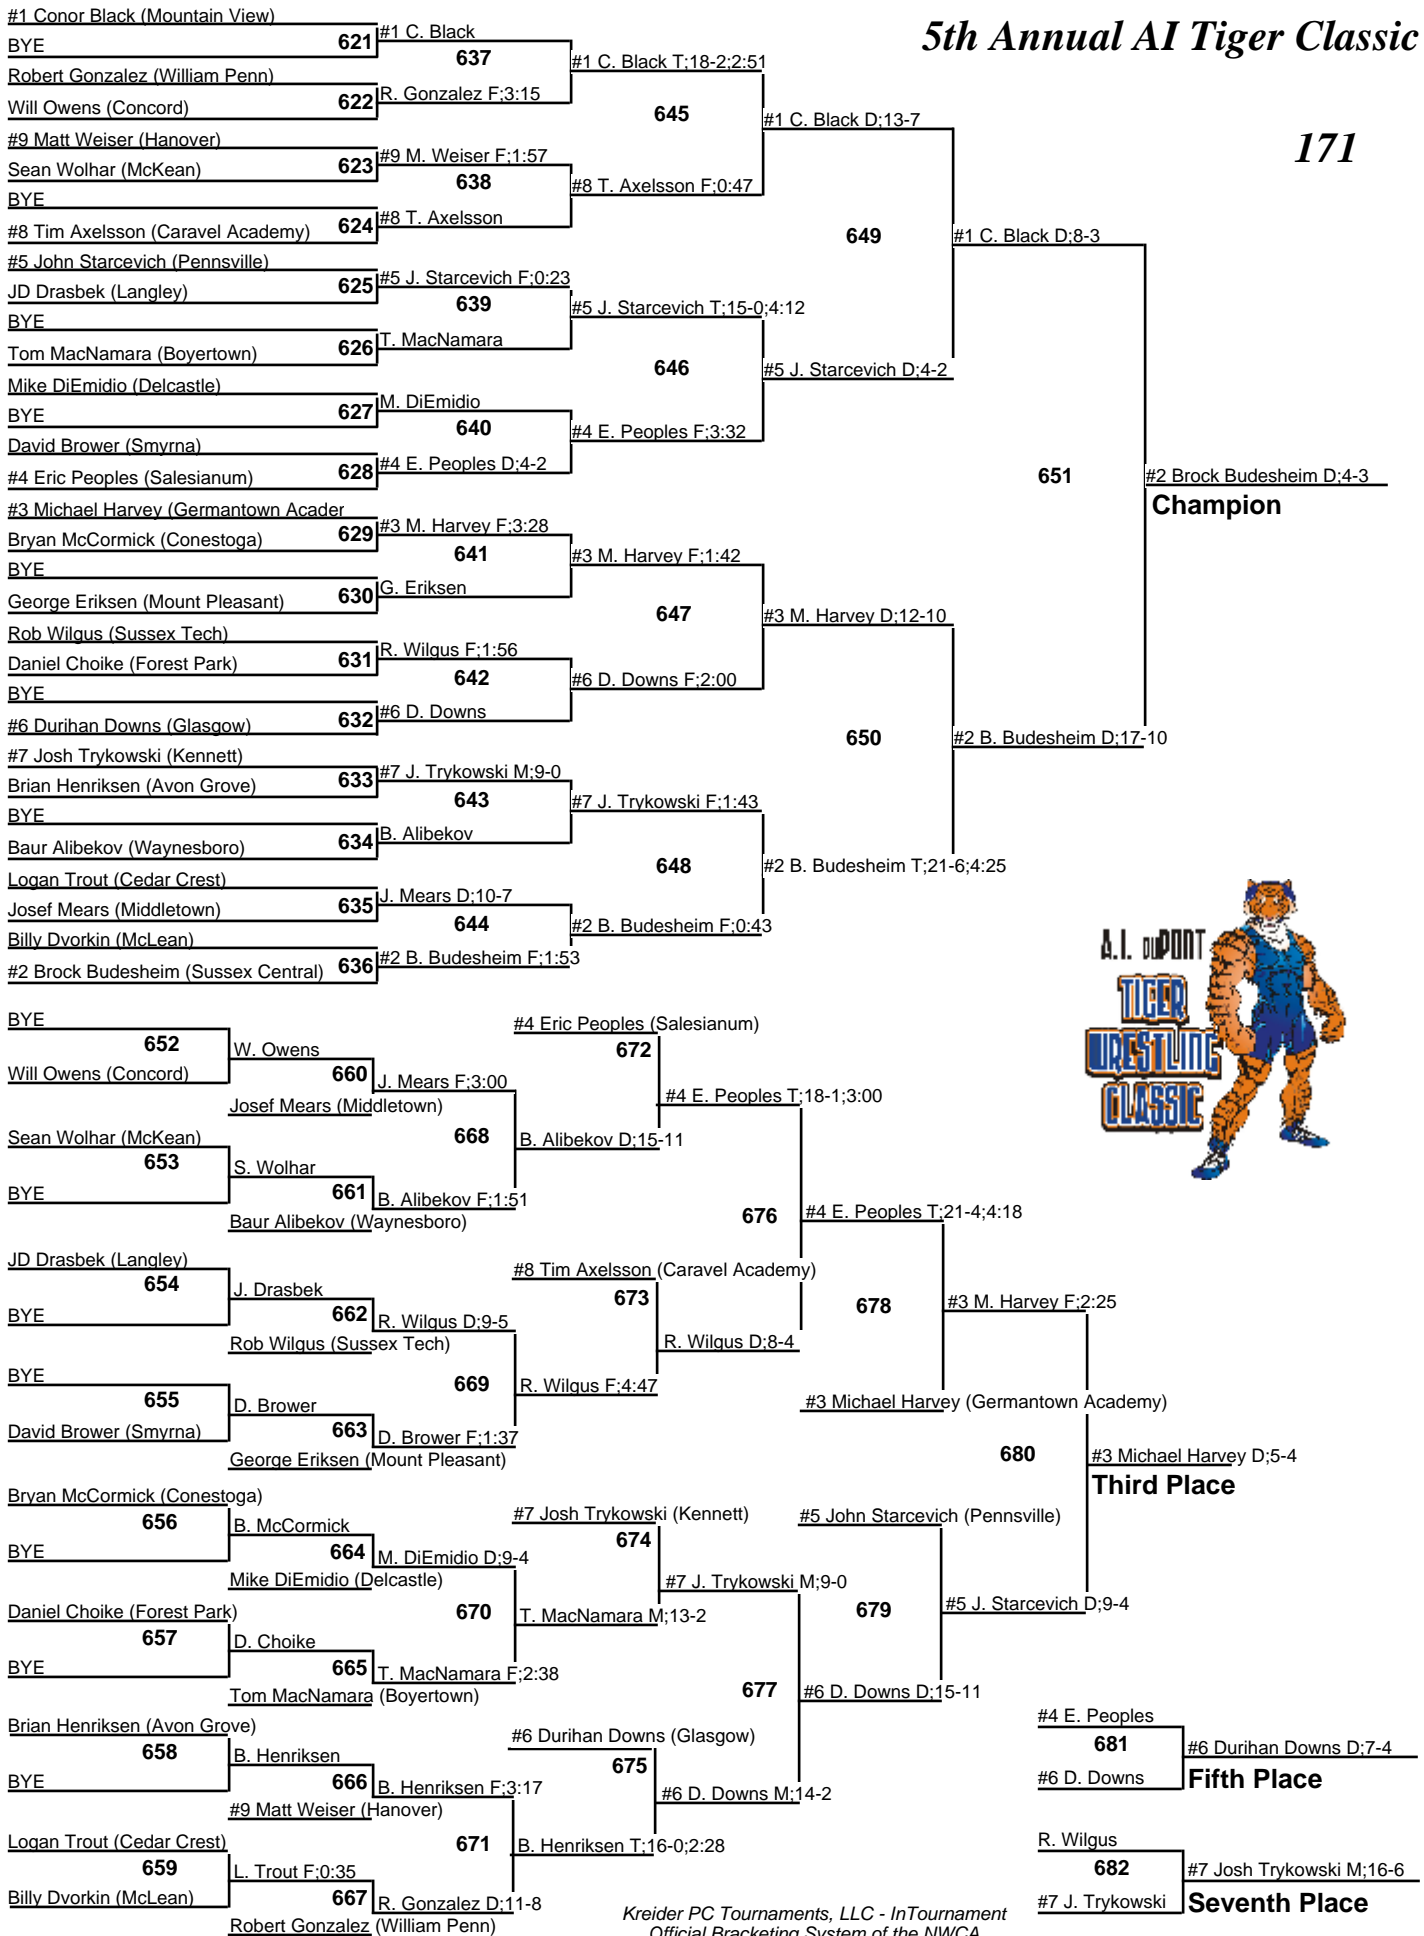 5th Annual AI Tiger Classic
171
#1 Conor Black (Mountain View)
BYE
621
#1 C. Black
637
Robert Gonzalez (William Penn)
Will Owens (Concord)
622
R. Gonzalez F;3:15
#1 C. Black T;18-2;2:51
645
#9 Matt Weiser (Hanover)
Sean Wolhar (McKean)
623
#9 M. Weiser F;1:57
638
BYE
#8 Tim Axelsson (Caravel Academy)
624
#8 T. Axelsson
#8 T. Axelsson F;0:47
#1 C. Black D;13-7
649
#5 John Starcevich (Pennsville)
JD Drasbek (Langley)
625
#5 J. Starcevich F;0:23
639
BYE
Tom MacNamara (Boyertown)
626
T. MacNamara
#5 J. Starcevich T;15-0;4:12
646
Mike DiEmidio (Delcastle)
BYE
627
M. DiEmidio
640
David Brower (Smyrna)
#4 Eric Peoples (Salesianum)
628
#4 E. Peoples D;4-2
#4 E. Peoples F;3:32
#5 J. Starcevich D;4-2
#1 C. Black D;8-3
651
#2 Brock Budesheim D;4-3
Champion
#3 Michael Harvey (Germantown Acader
Bryan McCormick (Conestoga)
629
#3 M. Harvey F;3:28
641
BYE
George Eriksen (Mount Pleasant)
630
G. Eriksen
#3 M. Harvey F;1:42
647
Rob Wilgus (Sussex Tech)
Daniel Choike (Forest Park)
631
R. Wilgus F;1:56
642
BYE
#6 Durihan Downs (Glasgow)
632
#6 D. Downs
#6 D. Downs F;2:00
#3 M. Harvey D;12-10
650
#7 Josh Trykowski (Kennett)
Brian Henriksen (Avon Grove)
633
#7 J. Trykowski M;9-0
643
BYE
Baur Alibekov (Waynesboro)
634
B. Alibekov
#7 J. Trykowski F;1:43
648
Logan Trout (Cedar Crest)
Josef Mears (Middletown)
635
J. Mears D;10-7
644
Billy Dvorkin (McLean)
#2 Brock Budesheim (Sussex Central)
636
#2 B. Budesheim F;1:53
#2 B. Budesheim F;0:43
#2 B. Budesheim T;21-6;4:25
#2 B. Budesheim D;17-10
A.I. DUPONT
TIGER
WRESTLING
CLASSIC
BYE
652
Will Owens (Concord)
W. Owens
660
Josef Mears (Middletown)
J. Mears F;3:00
668
Sean Wolhar (McKean)
653
BYE
S. Wolhar
661
Baur Alibekov (Waynesboro)
B. Alibekov F;1:51
#4 Eric Peoples (Salesianum)
672
B. Alibekov D;15-11
#4 E. Peoples T;18-1;3:00
676
JD Drasbek (Langley)
654
BYE
J. Drasbek
662
Rob Wilgus (Sussex Tech)
R. Wilgus D;9-5
669
BYE
655
David Brower (Smyrna)
D. Brower
663
George Eriksen (Mount Pleasant)
D. Brower F;1:37
#8 Tim Axelsson (Caravel Academy)
673
R. Wilgus F;4:47
R. Wilgus D;8-4
#4 E. Peoples T;21-4;4:18
678
#3 Michael Harvey (Germantown Academy)
#3 M. Harvey F;2:25
680
#3 Michael Harvey D;5-4
Third Place
Bryan McCormick (Conestoga)
656
BYE
B. McCormick
664
Mike DiEmidio (Delcastle)
M. DiEmidio D;9-4
670
Daniel Choike (Forest Park)
657
BYE
D. Choike
665
Tom MacNamara (Boyertown)
T. MacNamara F;2:38
#7 Josh Trykowski (Kennett)
674
T. MacNamara M;13-2
#7 J. Trykowski M;9-0
677
#5 John Starcevich (Pennsville)
679
#5 J. Starcevich D;9-4
Brian Henriksen (Avon Grove)
658
BYE
B. Henriksen
666
#9 Matt Weiser (Hanover)
B. Henriksen F;3:17
671
Logan Trout (Cedar Crest)
659
Billy Dvorkin (McLean)
L. Trout F;0:35
667
Robert Gonzalez (William Penn)
R. Gonzalez D;11-8
#6 Durihan Downs (Glasgow)
675
B. Henriksen T;16-0;2:28
#6 D. Downs M;14-2
#6 D. Downs D;15-11
#4 E. Peoples
681
#6 D. Downs
#6 Durihan Downs D;7-4
Fifth Place
R. Wilgus
682
#7 J. Trykowski
#7 Josh Trykowski M;16-6
Seventh Place
Kreider PC Tournaments, LLC - InTournament
Official Bracketing System of the NWCA